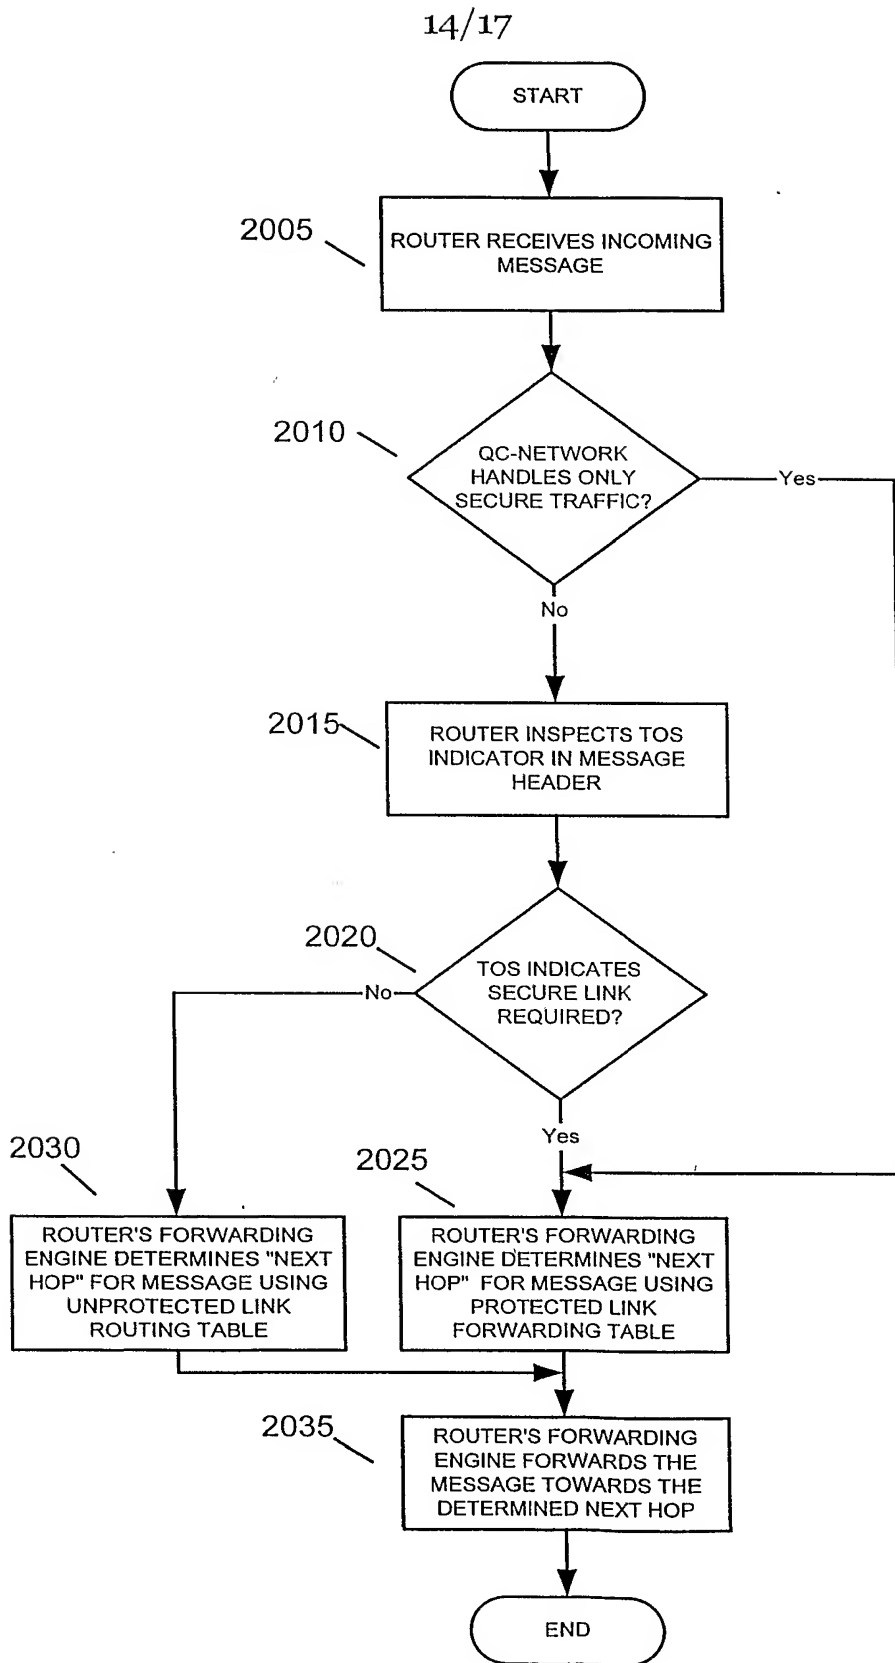 14/17
START
2005
ROUTER RECEIVES INCOMING
MESSAGE
2010
QC-NETWORK
HANDLES ONLY
SECURE TRAFFIC?
Yes
No
2015
ROUTER INSPECTS TOS
INDICATOR IN MESSAGE
HEADER
2020
TOS INDICATES
SECURE LINK
REQUIRED?
No
Yes
2030
2025
ROUTER'S FORWARDING
ENGINE DETERMINES "NEXT
HOP" FOR MESSAGE USING
UNPROTECTED LINK
ROUTING TABLE
ROUTER'S FORWARDING
ENGINE DETERMINES "NEXT
HOP" FOR MESSAGE USING
PROTECTED LINK
FORWARDING TABLE
2035
ROUTER'S FORWARDING
ENGINE FORWARDS THE
MESSAGE TOWARDS THE
DETERMINED NEXT HOP
END